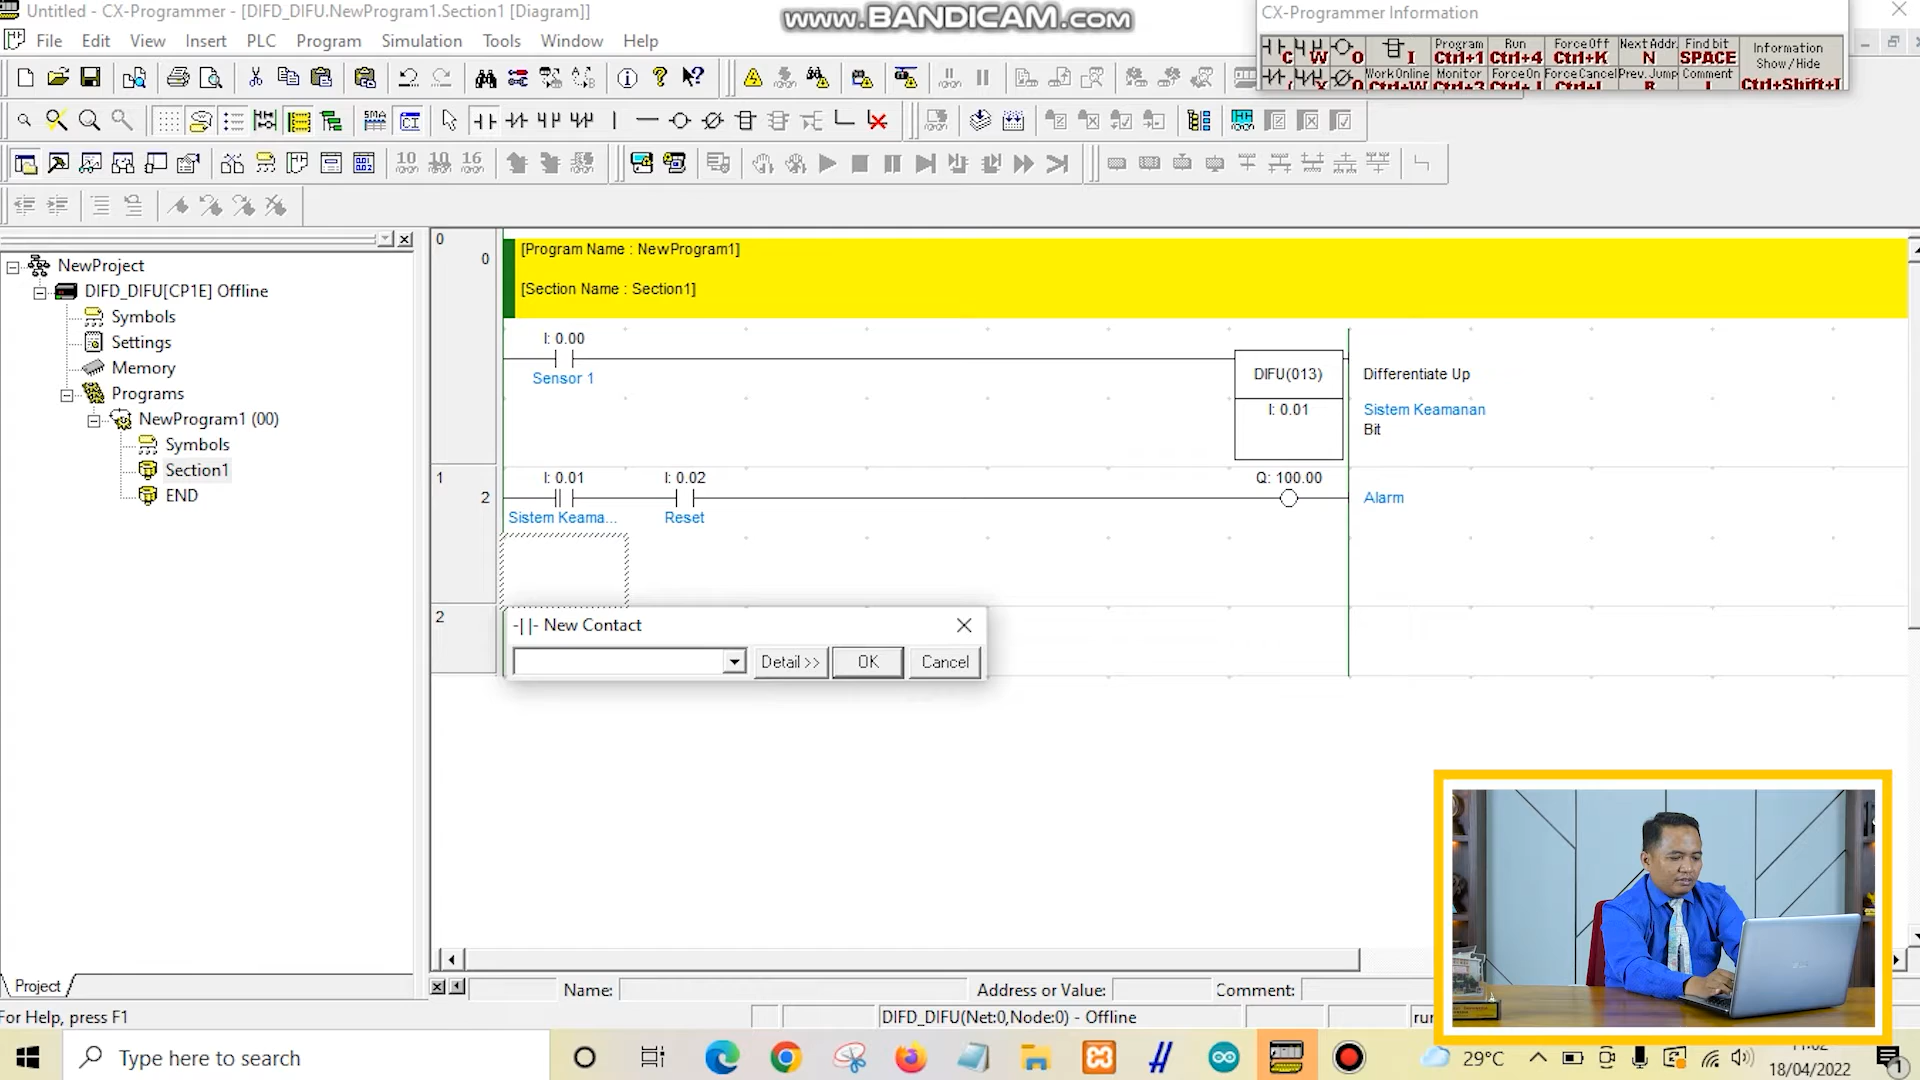 Untitled - CX-Programmer - [DIFD_DIFU.NewProgram1.Section1 [Diagram]]
www.BANDICAM.com
CX-Programmer Information
File Edit View Insert PLC Program Simulation Tools Window Help
C W O I Program Ctrl+1 Run Ctrl+4 Force Off Ctrl+K Next Addr. N Find bit SPACE Information Show / Hide Ctrl+Shift+I
Work Online Monitor Force On Force Cancel Prev. Jump Comment
SMA
CI
10 10 16
NewProject
DIFD_DIFU[CP1E] Offline
Symbols
Settings
Memory
Programs
NewProgram1 (00)
Symbols
Section1
END
Project
0
0
[Program Name : NewProgram1]
[Section Name : Section1]
I: 0.00
Sensor 1
DIFU(013)
Differentiate Up
I: 0.01
Sistem Keamanan
Bit
1
2
I: 0.01
I: 0.02
Q: 100.00
Alarm
Sistem Keama...
Reset
2
-| |- New Contact
Detail >>
OK
Cancel
Name:
Address or Value:
Comment:
For Help, press F1
DIFD_DIFU(Net:0,Node:0) - Offline
Type here to search
29°C
18/04/2022
1